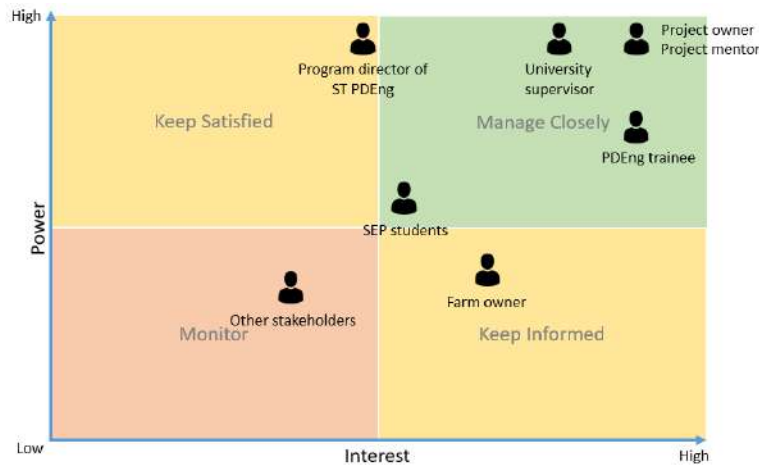 High
Program director of
ST PDEng
University
supervisor
Project owner
Project mentor
Keep Satisfied
Manage Closely
PDEng trainee
Power
SEP students
Farm owner
Other stakeholders
Monitor
Keep Informed
Low
Interest
High